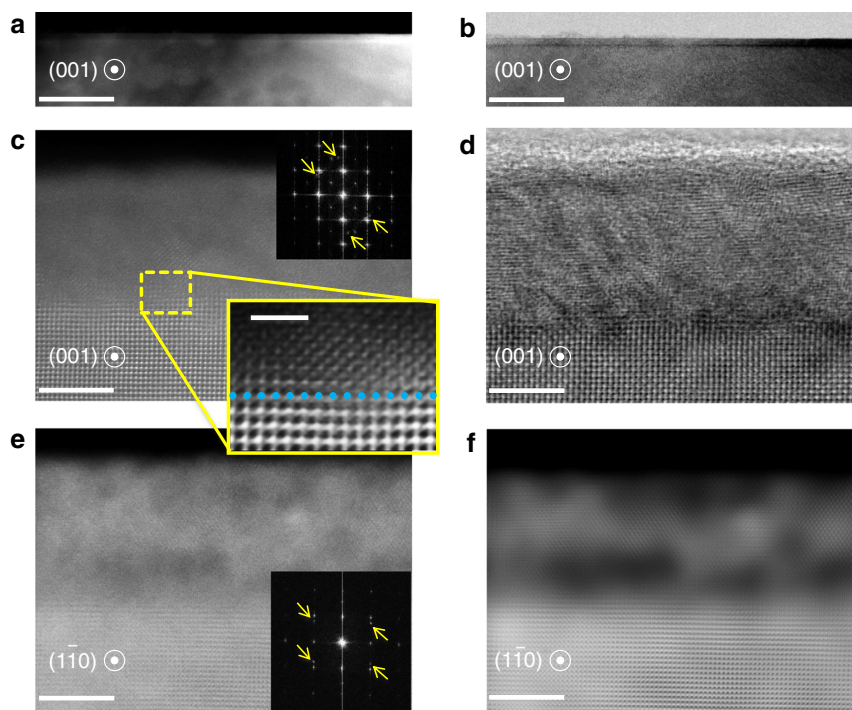 a
b
(001)
(001)
c
d
(001)
(001)
e
f
(11̄0)
(11̄0)